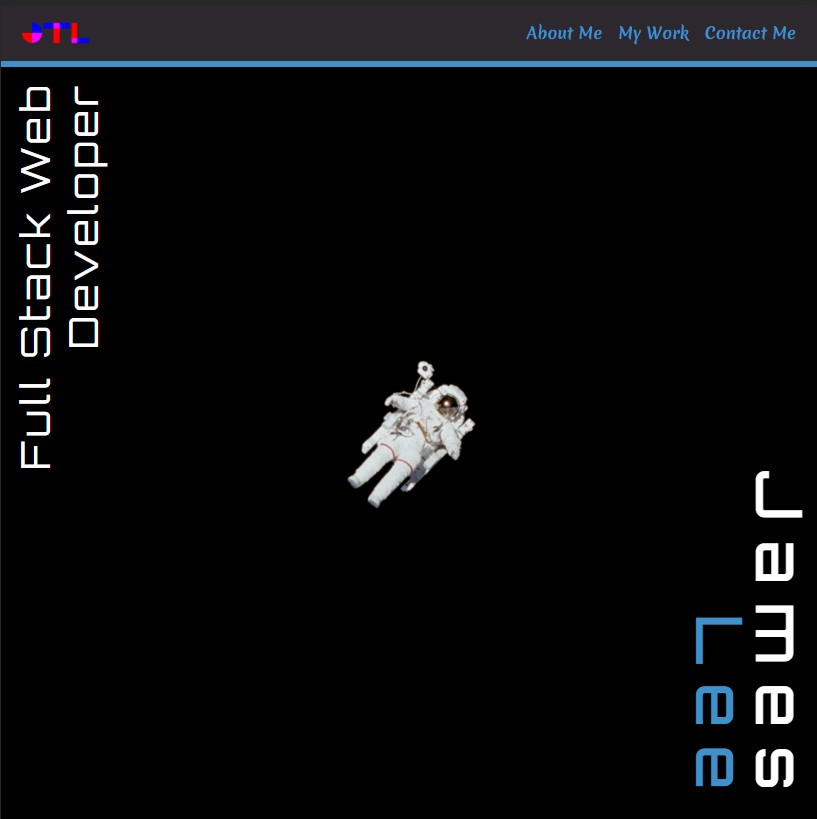 JTL
About Me My Work Contact Me
Full Stack Web
Developer
James
Lee